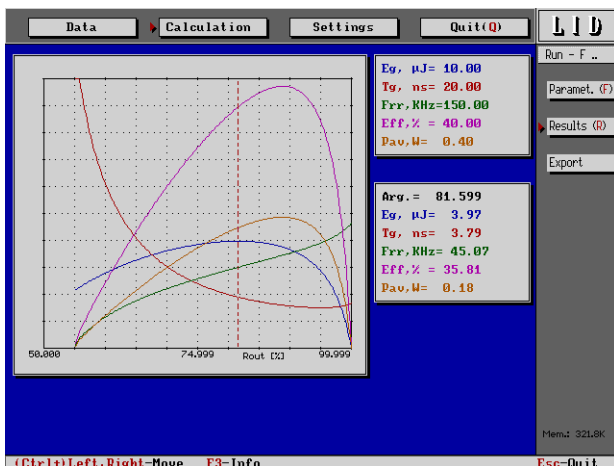 Data Calculation Settings Quit(Q) LID
Run - F ..
Paramet. (F)
Results (R)
Export
Eg, µJ= 10.00
Tg, ns= 20.00
Frr,KHz=150.00
Eff,% = 40.00
Pav,W= 0.40
Arg.= 81.599
Eg, µJ= 3.97
Tg, ns= 3.79
Frr,KHz= 45.07
Eff,% = 35.81
Pav,W= 0.18
50.000 74.999 Rout [%] 99.999
Mem.: 321.8K
(Ctrl+)Left,Right-Move F3-Info Esc-Quit